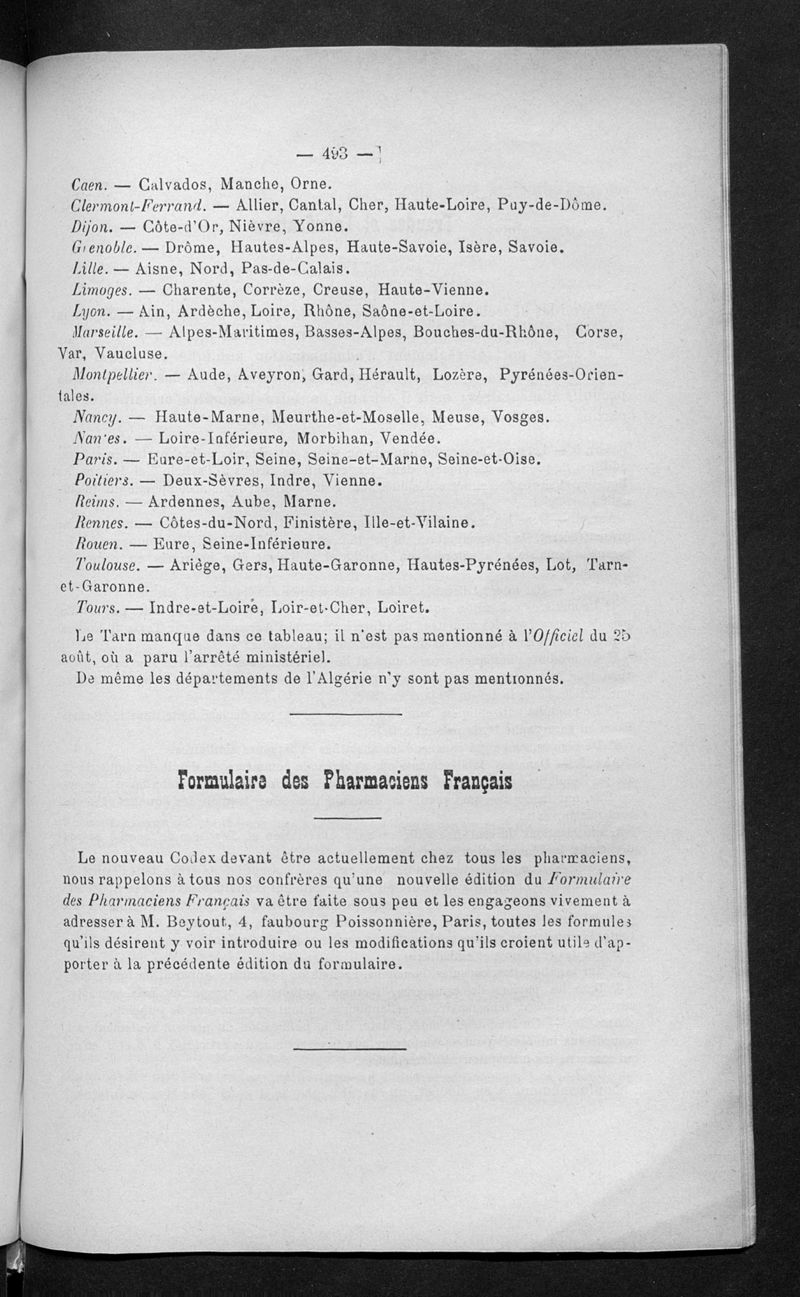 — 493 —
Caen. — Calvados, Manche, Orne.
Clermont-Ferrand. — Allier, Cantal, Cher, Haute-Loire, Puy-de-Dôme.
Dijon. — Côte-d'Or, Nièvre, Yonne.
Grenoble. — Drôme, Hautes-Alpes, Haute-Savoie, Isère, Savoie.
Lille. — Aisne, Nord, Pas-de-Calais.
Limoges. — Charente, Corrèze, Creuse, Haute-Vienne.
Lyon. — Ain, Ardèche, Loire, Rhône, Saône-et-Loire.
Marseille. — Alpes-Maritimes, Basses-Alpes, Bouches-du-Rhône, Corse,
Var, Vaucluse.
Montpellier. — Aude, Aveyron, Gard, Hérault, Lozère, Pyrénées-Orien-
tales.
Nancy. — Haute-Marne, Meurthe-et-Moselle, Meuse, Vosges.
Nantes. — Loire-Inférieure, Morbihan, Vendée.
Paris. — Eure-et-Loir, Seine, Seine-et-Marne, Seine-et-Oise.
Poitiers. — Deux-Sèvres, Indre, Vienne.
Reims. — Ardennes, Aube, Marne.
Rennes. — Côtes-du-Nord, Finistère, Ille-et-Vilaine.
Rouen. — Eure, Seine-Inférieure.
Toulouse. — Ariège, Gers, Haute-Garonne, Hautes-Pyrénées, Lot, Tarn-
et-Garonne.
Tours. — Indre-et-Loire, Loir-et-Cher, Loiret.
Le Tarn manque dans ce tableau; il n'est pas mentionné à l'Officiel du 25
août, où a paru l'arrêté ministériel.
De même les départements de l'Algérie n'y sont pas mentionnés.
Formulaire des Pharmaciens Français
Le nouveau Codex devant être actuellement chez tous les pharmaciens,
nous rappelons à tous nos confrères qu'une nouvelle édition du Formulaire
des Pharmaciens Français va être faite sous peu et les engageons vivement à
adresser à M. Beytout, 4, faubourg Poissonnière, Paris, toutes les formules
qu'ils désirent y voir introduire ou les modifications qu'ils croient utile d'ap-
porter à la précédente édition du formulaire.